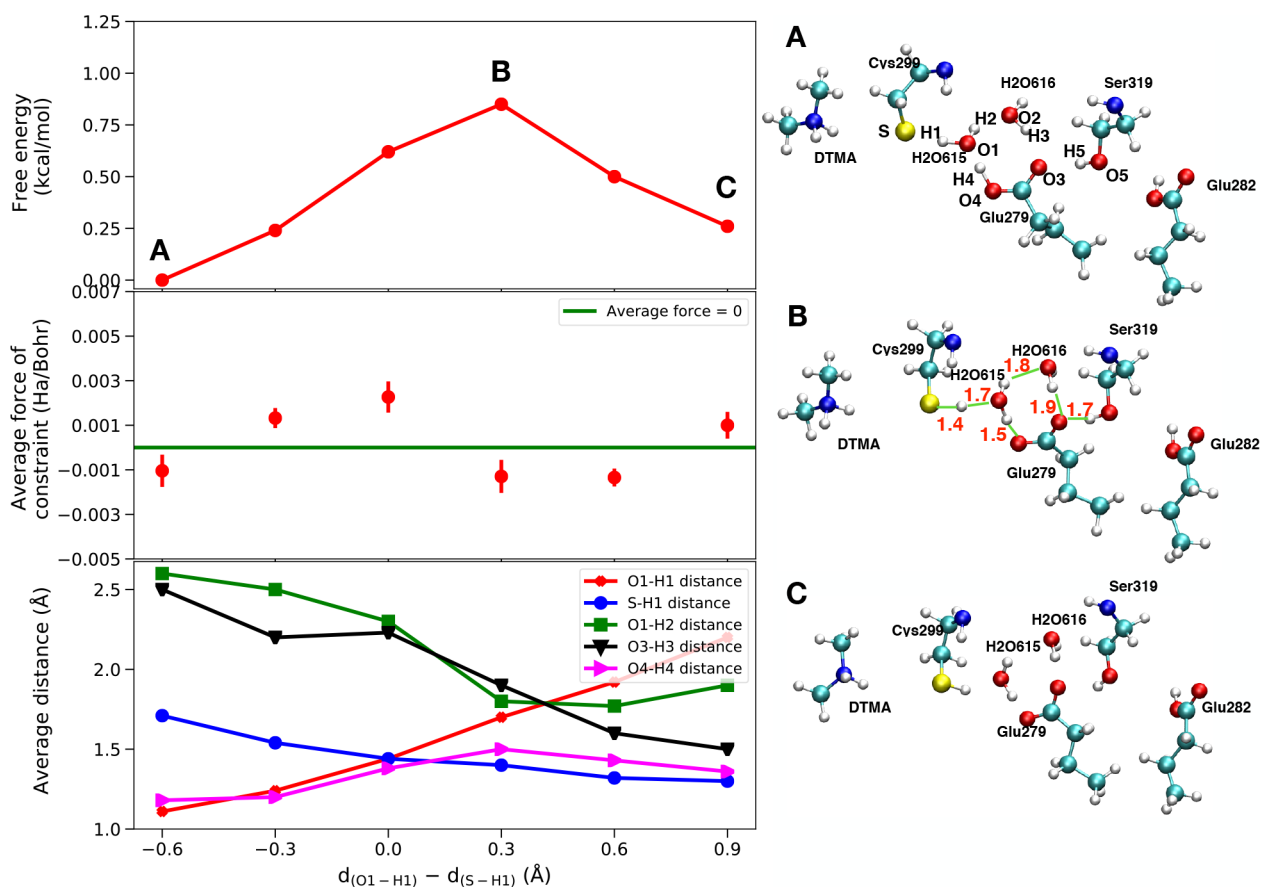 1.25
1.00
0.75
0.50
0.25
0.00
Free energy
(kcal/mol)
A
B
C
0.007
0.005
0.003
0.001
−0.001
−0.003
−0.005
Average force of
constraint (Ha/Bohr)
Average force = 0
2.5
2.0
1.5
1.0
Average distance (Å)
O1-H1 distance
S-H1 distance
O1-H2 distance
O3-H3 distance
O4-H4 distance
−0.6 −0.3 0.0 0.3 0.6 0.9
d(O1 − H1) − d(S − H1) (Å)
A
Cys299
H2O616
Ser319
DTMA
S
H1
H2
O2
H3
O1
H2O615
H4
O3
H5
O5
O4
Glu279
Glu282
B
Ser319
Cys299
H2O616
H2O615
1.8
1.7
1.9
1.7
1.4
1.5
DTMA
Glu279
Glu282
C
Ser319
H2O616
Cys299
H2O615
DTMA
Glu279
Glu282